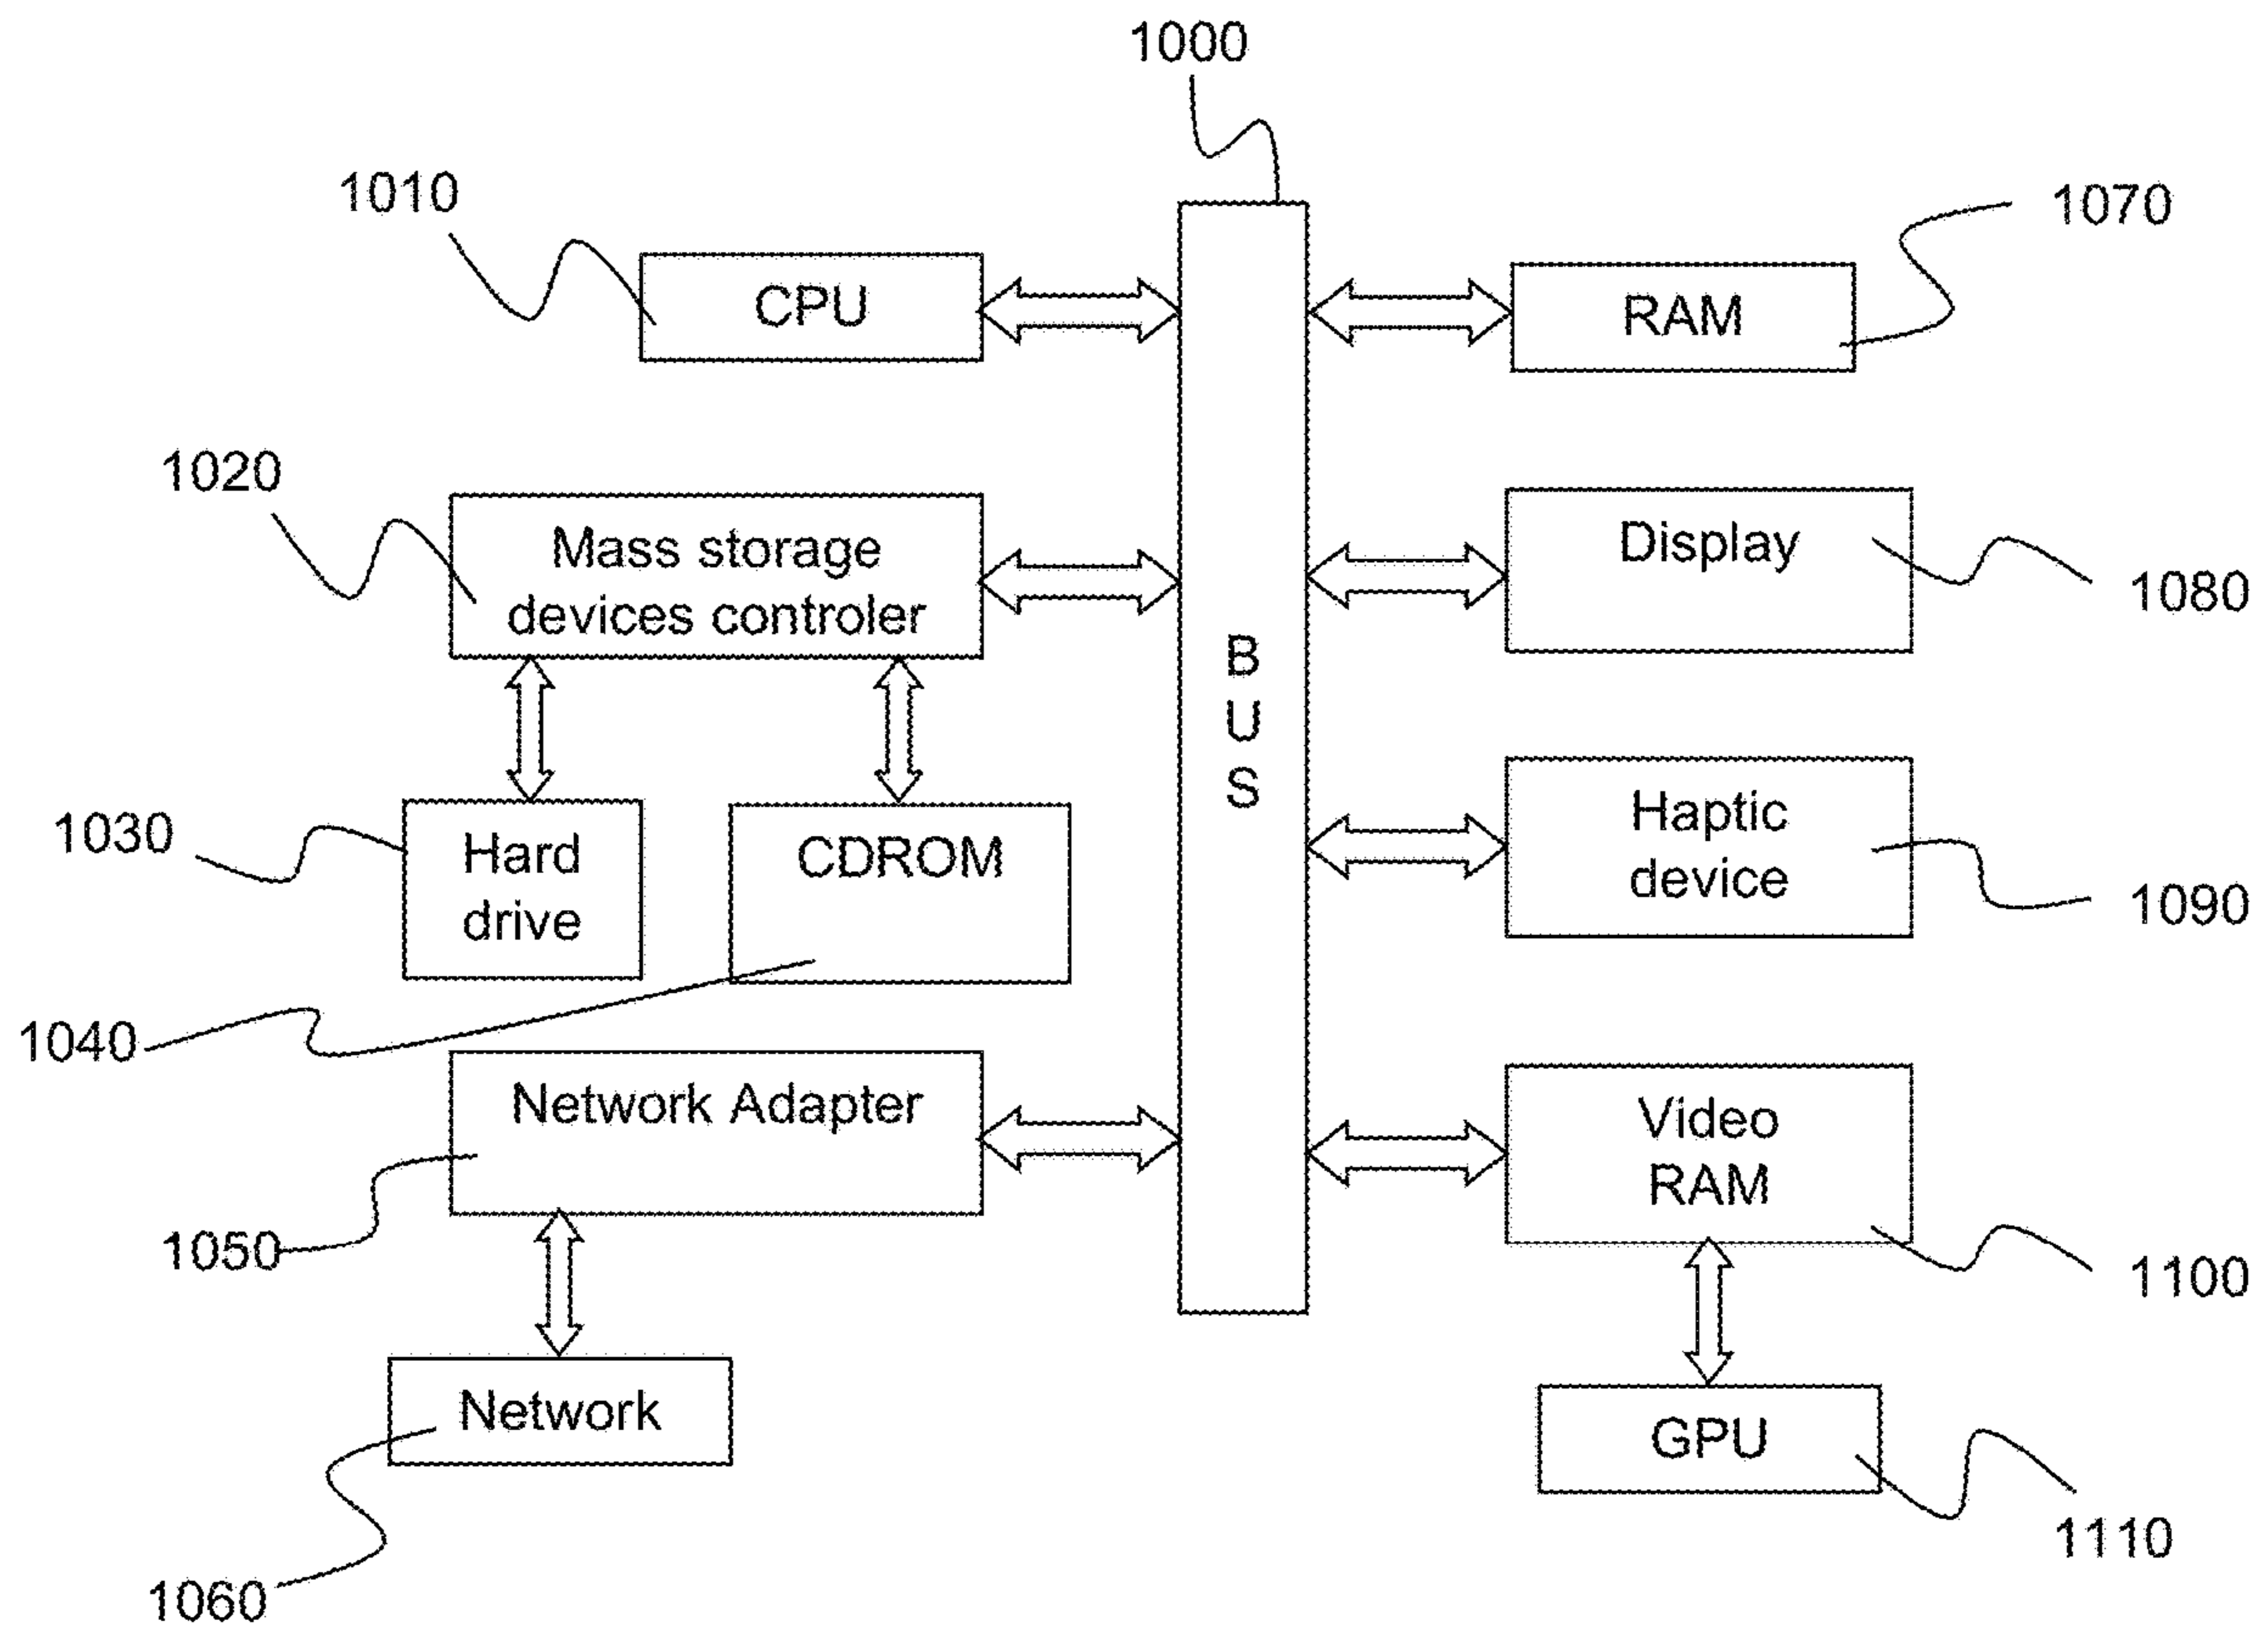 1000
1010
CPU
1070
RAM
1020
Mass storage
devices controler
Display
1080
B
U
S
1030
Hard
drive
CDROM
Haptic
device
1090
1040
Network Adapter
1050
Video
RAM
1100
Network
1060
GPU
1110